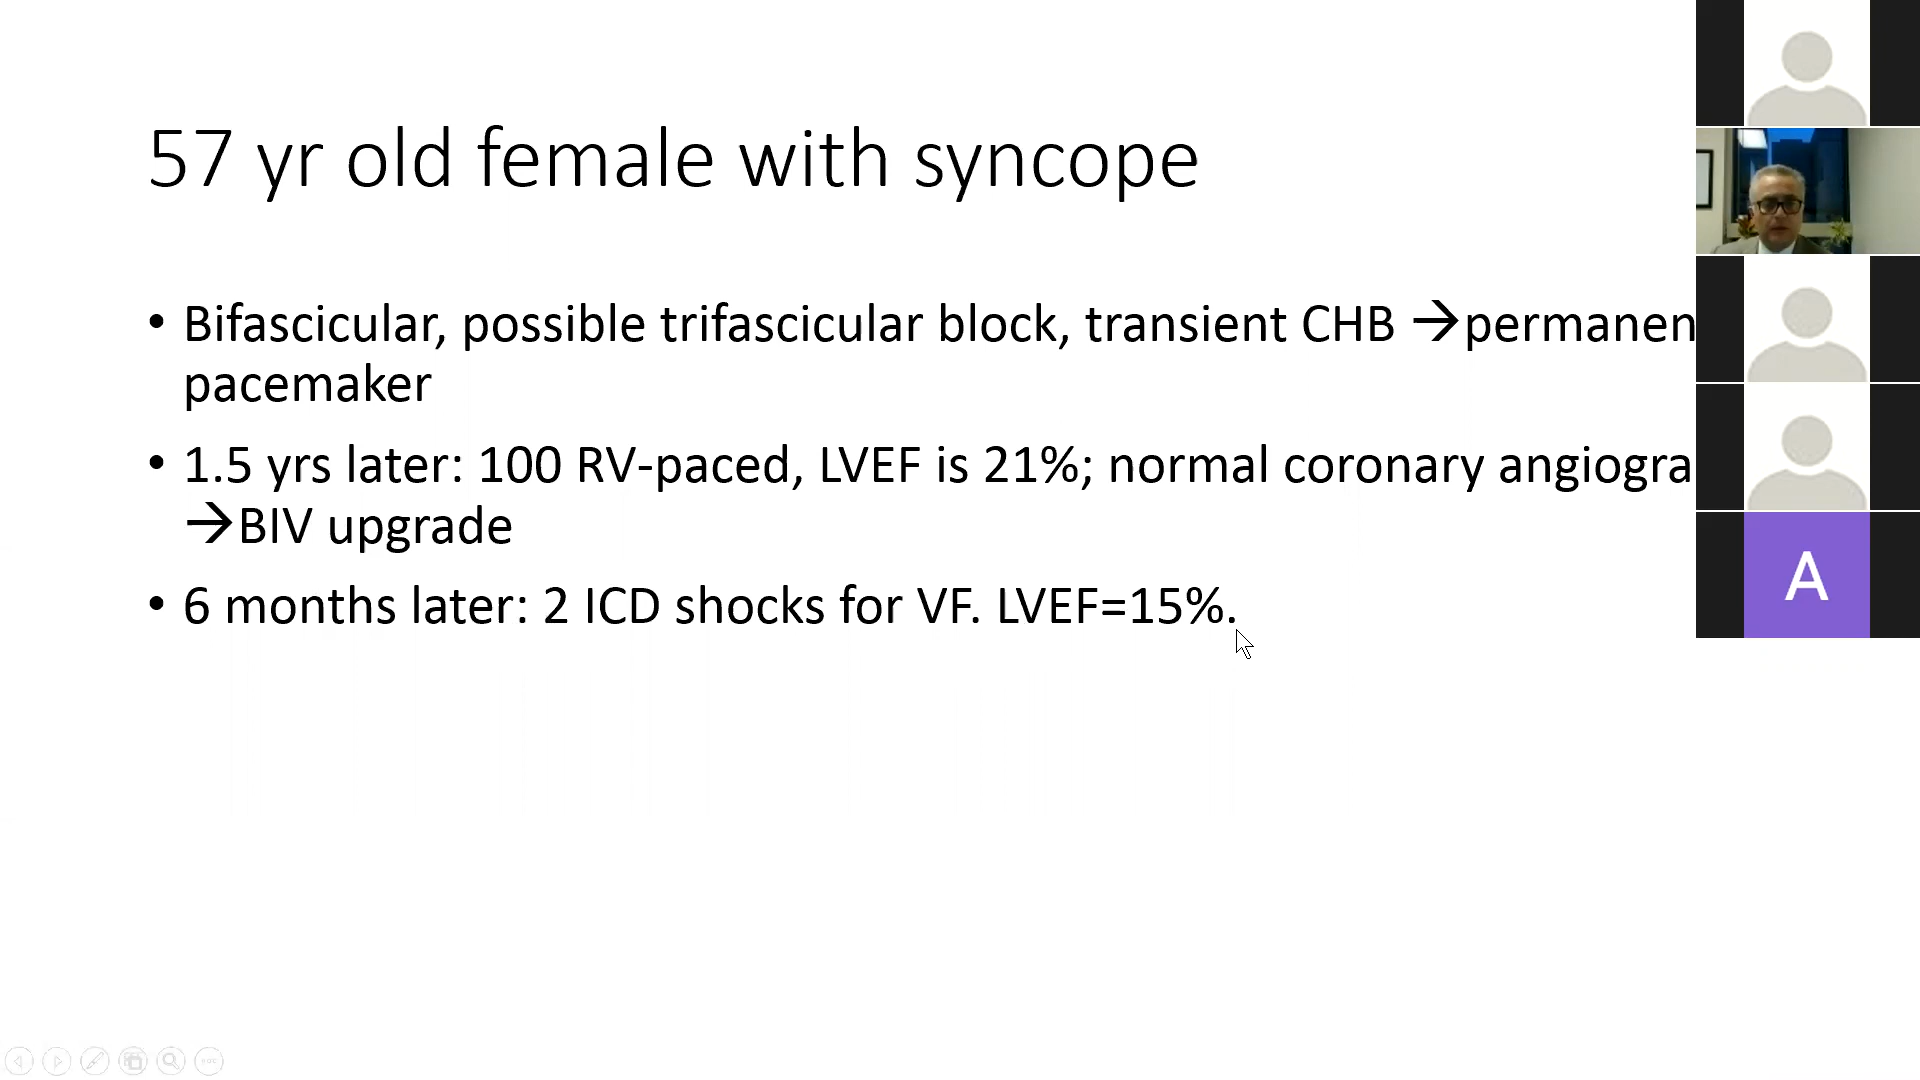 57 yr old female with syncope
• Bifascicular, possible trifascicular block, transient CHB →permanen
pacemaker
• 1.5 yrs later: 100 RV-paced, LVEF is 21%; normal coronary angiogra
→BIV upgrade
• 6 months later: 2 ICD shocks for VF. LVEF=15%.
A